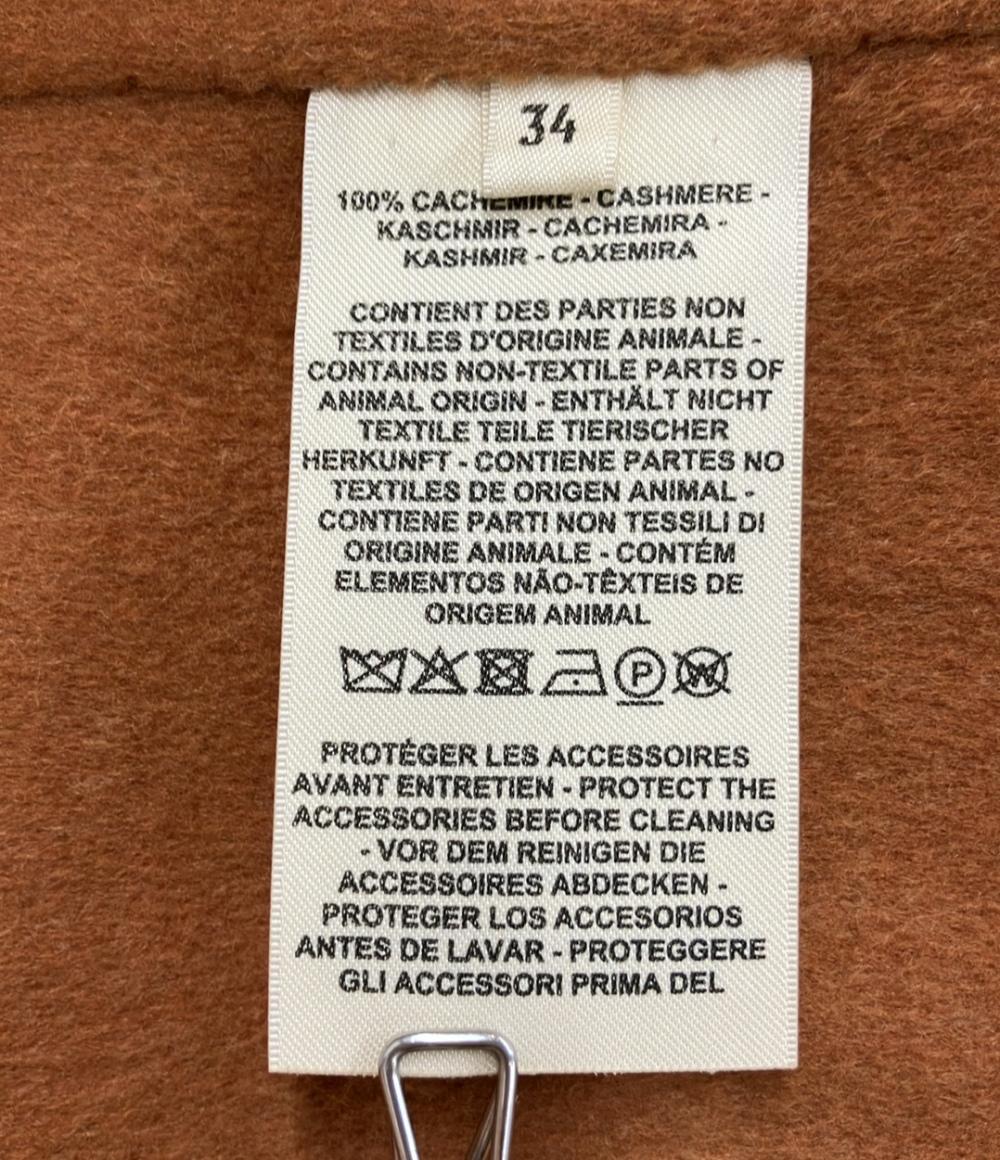 34
100% CACHEMIRE - CASHMERE -
KASCHMIR - CACHEMIRA -
KASHMIR - CAXEMIRA
CONTIENT DES PARTIES NON
TEXTILES D'ORIGINE ANIMALE -
CONTAINS NON-TEXTILE PARTS OF
ANIMAL ORIGIN - ENTHÄLT NICHT
TEXTILE TEILE TIERISCHER
HERKUNFT - CONTIENE PARTES NO
TEXTILES DE ORIGEN ANIMAL -
CONTIENE PARTI NON TESSILI DI
ORIGINE ANIMALE - CONTÉM
ELEMENTOS NÃO-TÊXTEIS DE
ORIGEM ANIMAL
P W
PROTÉGER LES ACCESSOIRES
AVANT ENTRETIEN - PROTECT THE
ACCESSORIES BEFORE CLEANING
- VOR DEM REINIGEN DIE
ACCESSOIRES ABDECKEN -
PROTEGER LOS ACCESORIOS
ANTES DE LAVAR - PROTEGGERE
GLI ACCESSORI PRIMA DEL